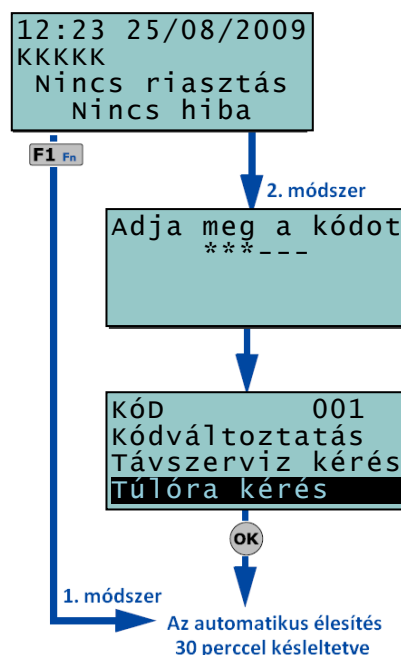 12:23 25/08/2009
KKKKK
Nincs riasztás
Nincs hiba
F1 Fn
2. módszer
Adja meg a kódot
***---
KóD 001
Kódváltoztatás
Távszerviz kérés
Túlóra kérés
OK
1. módszer
Az automatikus élesítés
30 perccel késleltetve